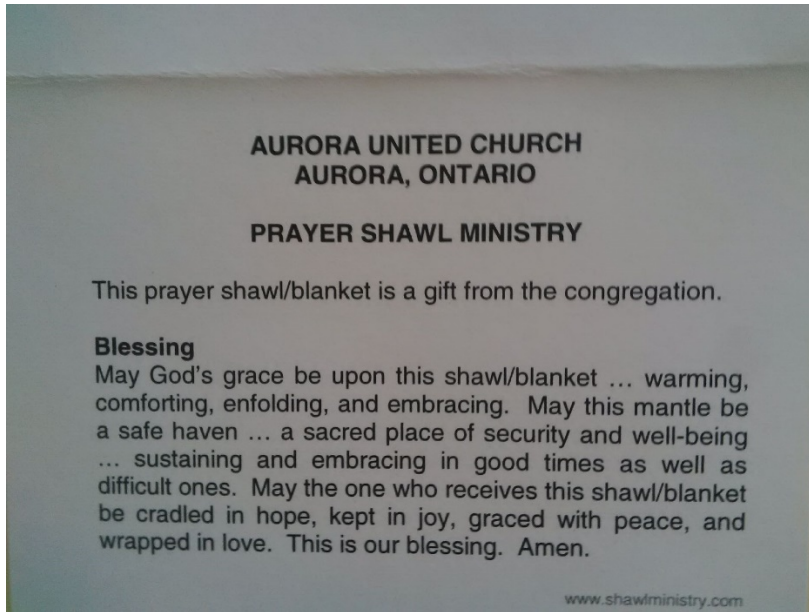 AURORA UNITED CHURCH
AURORA, ONTARIO
PRAYER SHAWL MINISTRY
This prayer shawl/blanket is a gift from the congregation.
Blessing
May God's grace be upon this shawl/blanket ... warming,
comforting, enfolding, and embracing.  May this mantle be
a safe haven ... a sacred place of security and well-being
... sustaining and embracing in good times as well as
difficult ones.  May the one who receives this shawl/blanket
be cradled in hope, kept in joy, graced with peace, and
wrapped in love.  This is our blessing.  Amen.
www.shawlministry.com